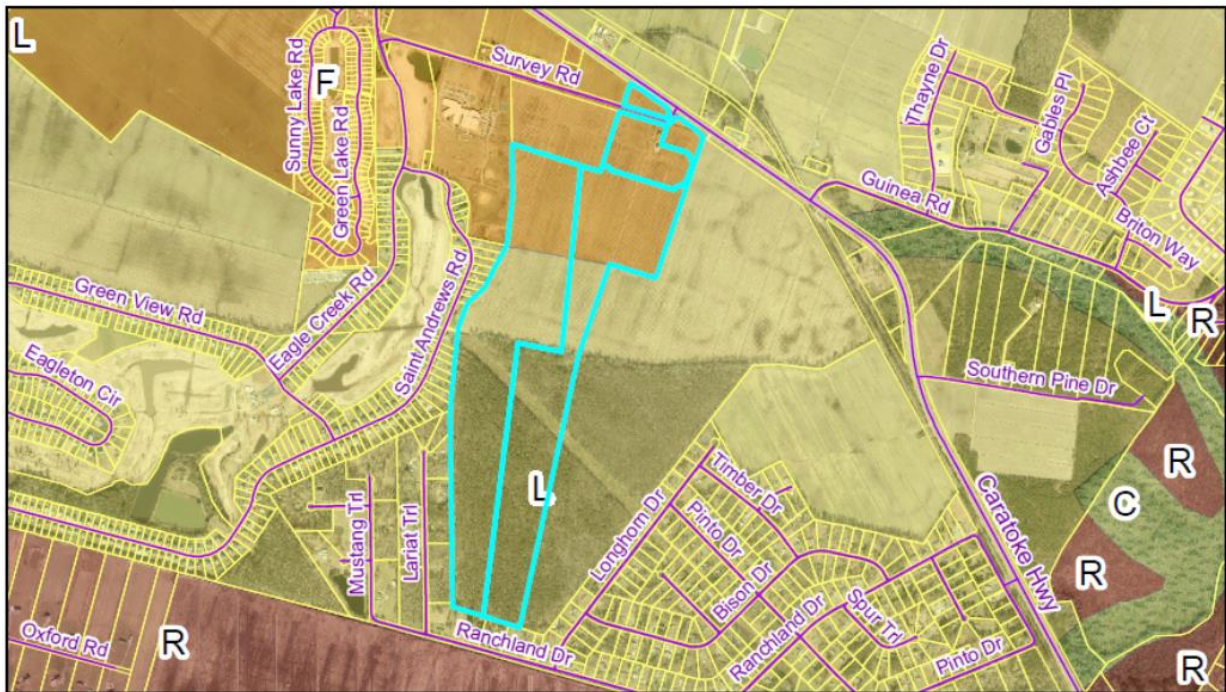 L
Sunny Lake Rd
F
Green Lake Rd
Survey Rd
Thayne Dr
Gables Pl
Ashbee Ct
Guinea Rd
Briton Way
Green View Rd
Eagle Creek Rd
Saint Andrews Rd
L
R
Eagleton Cir
Southern Pine Dr
R
Mustang Trl
Lariat Trl
L
Longhorn Dr
Timber Dr
Pinto Dr
Bison Dr
Caratoke Hwy
C
R
Oxford Rd
R
Ranchland Dr
Ranchland Dr
Spur Trl
Pinto Dr
R